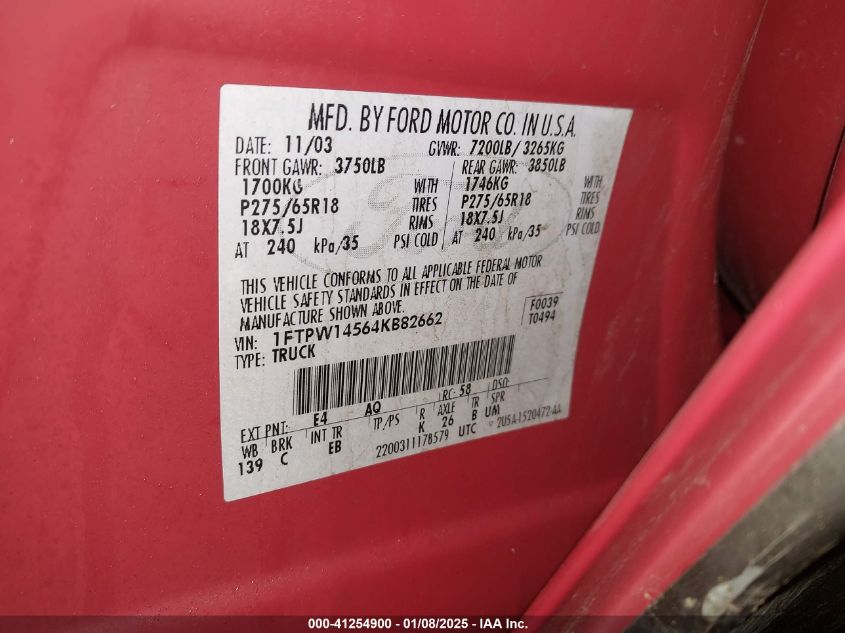 MFD. BY FORD MOTOR CO. IN U.S.A.
DATE: 11/03 GVWR: 7200LB/ 3265KG
FRONT GAWR: 3750LB REAR GAWR: 3850LB
1700KG WITH 1746KG WITH
P275/65R18 TIRES P275/65R18 TIRES
18X7.5J RIMS 18X7.5J RIMS
AT 240 kPa/35 PSI COLD AT 240 kPa/35 PSI COLD
THIS VEHICLE CONFORMS TO ALL APPLICABLE FEDERAL MOTOR
VEHICLE SAFETY STANDARDS IN EFFECT ON THE DATE OF
MANUFACTURE SHOWN ABOVE.
F0039
VIN: 1FTPW14564KB82662 T0494
TYPE: TRUCK
EXT PNT: E4 AQ RC: 58 DSO:
WB BRK INT TR TP/PS R AXLE TR SPR
139 C EB K 26 B UM
2200311178579 UTC 2U5A-1520472-AA
000-41254900 - 01/08/2025 - IAA Inc.